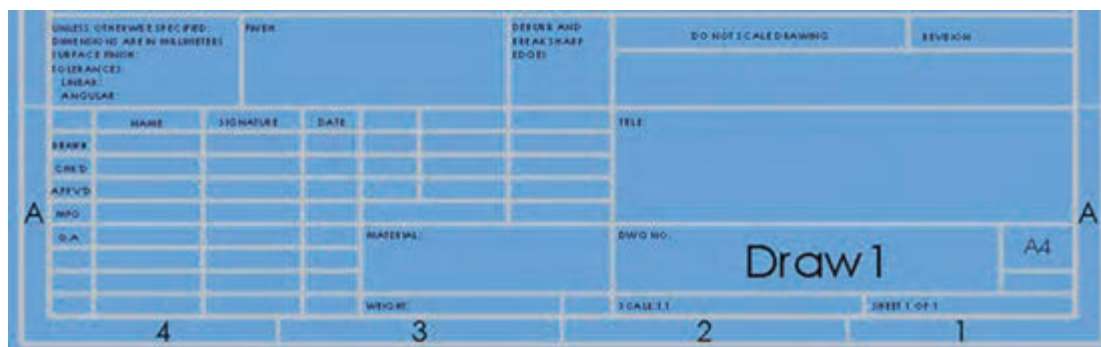 UNLESS OTHERWISE SPECIFIED:
DIMENSIONS ARE IN MILLIMETERS
SURFACE FINISH:
TOLERANCES:
LINEAR:
ANGULAR:
FINISH:
DEBURR AND
BREAK SHARP
EDGES
DO NOT SCALE DRAWING
REVISION
NAME
SIGNATURE
DATE
TITLE:
DRAWN
CHK'D
APPV'D
MFG
Q.A
MATERIAL:
DWG NO.
Draw1
A4
WEIGHT:
SCALE:1:1
SHEET 1 OF 1
A
A
4
3
2
1